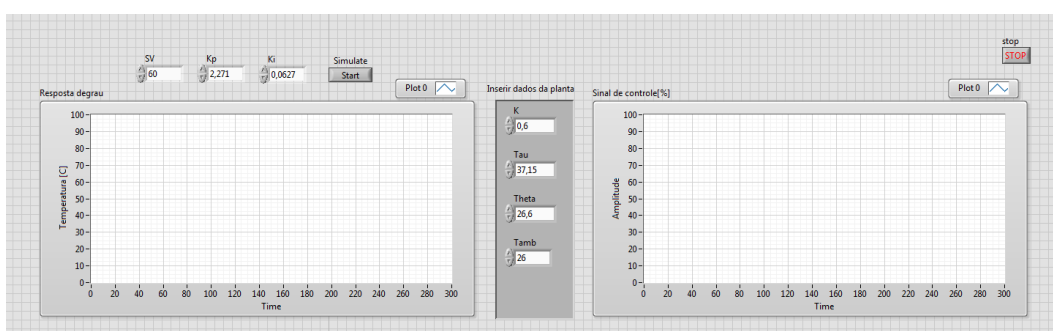 stop
STOP
SV Kp Ki Simulate
60 2,271 0,0627 Start
Resposta degrau Plot 0
Temperatura [C]
100
90
80
70
60
50
40
30
20
10
0
0 20 40 60 80 100 120 140 160 180 200 220 240 260 280 300
Time
Inserir dados da planta
K
0,6
Tau
37,15
Theta
26,6
Tamb
26
Sinal de controle[%] Plot 0
Amplitude
100
90
80
70
60
50
40
30
20
10
0
0 20 40 60 80 100 120 140 160 180 200 220 240 260 280 300
Time